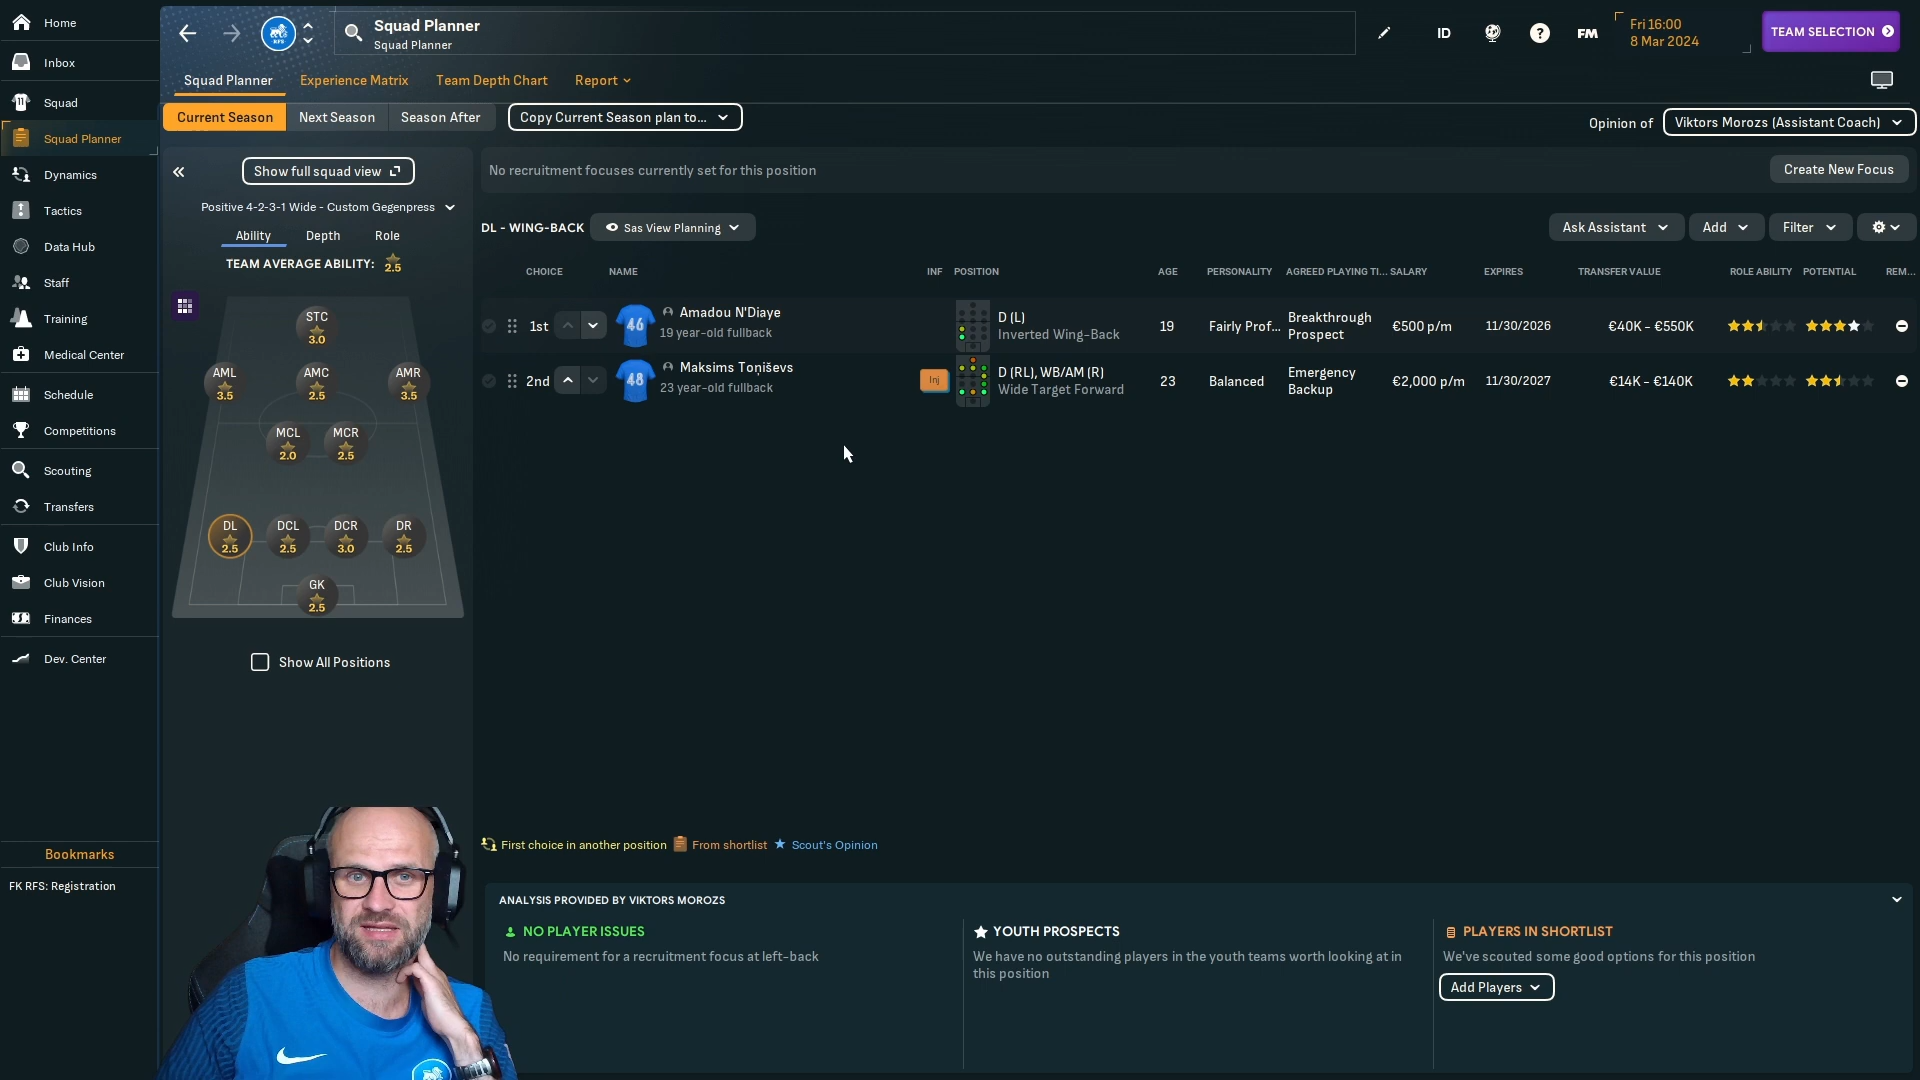 Home
Inbox
Squad
Squad Planner
Dynamics
Tactics
Data Hub
Staff
Training
Medical Center
Schedule
Competitions
Scouting
Transfers
Club Info
Club Vision
Finances
Dev. Center
Bookmarks
FK RFS: Registration
RFS
Squad Planner
Squad Planner
ID
?
FM
Fri 16:00
8 Mar 2024
TEAM SELECTION
Squad Planner Experience Matrix Team Depth Chart Report
Current Season Next Season Season After Copy Current Season plan to...
Opinion of Viktors Morozs (Assistant Coach)
Show full squad view
Positive 4-2-3-1 Wide - Custom Gegenpress
Ability Depth Role
TEAM AVERAGE ABILITY: 2.5
STC
3.0
AML AMC AMR
3.5 2.5 3.5
MCL MCR
2.0 2.5
DL DCL DCR DR
2.5 2.5 3.0 2.5
GK
2.5
Show All Positions
No recruitment focuses currently set for this position
Create New Focus
DL - WING-BACK Sas View Planning
Ask Assistant Add Filter
CHOICE NAME INF POSITION AGE PERSONALITY AGREED PLAYING TI... SALARY EXPIRES TRANSFER VALUE ROLE ABILITY POTENTIAL REM...
1st 46 Amadou N'Diaye
19 year-old fullback
D (L)
Inverted Wing-Back
19 Fairly Prof... Breakthrough Prospect €500 p/m 11/30/2026 €40K - €550K
2nd 48 Maksims Toņiševs
23 year-old fullback
Inj
D (RL), WB/AM (R)
Wide Target Forward
23 Balanced Emergency Backup €2,000 p/m 11/30/2027 €14K - €140K
First choice in another position From shortlist Scout's Opinion
ANALYSIS PROVIDED BY VIKTORS MOROZS
NO PLAYER ISSUES
No requirement for a recruitment focus at left-back
YOUTH PROSPECTS
We have no outstanding players in the youth teams worth looking at in
this position
PLAYERS IN SHORTLIST
We've scouted some good options for this position
Add Players